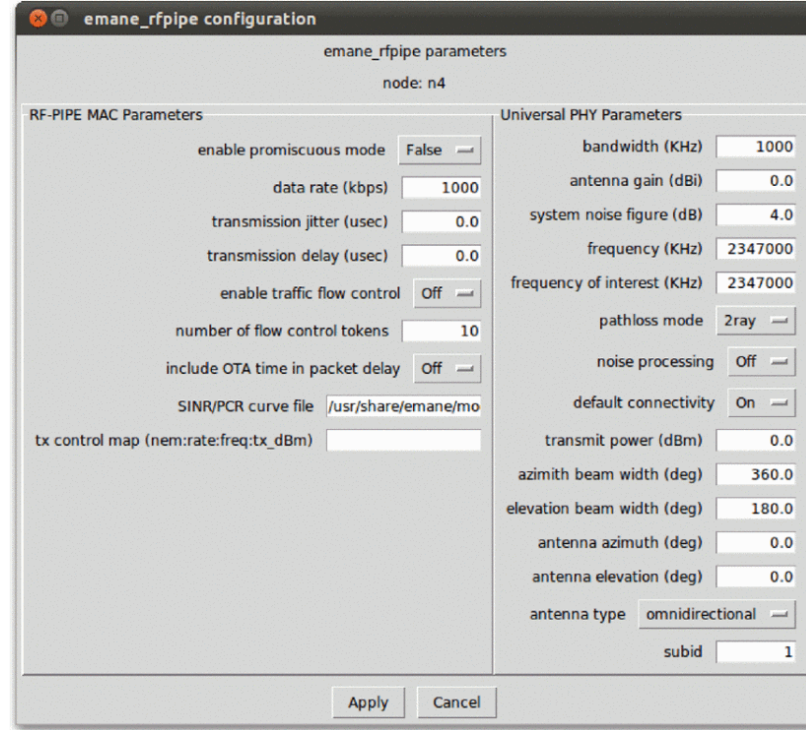 emane_rfpipe configuration
emane_rfpipe parameters
node: n4
RF-PIPE MAC Parameters
enable promiscuous mode False
data rate (kbps) 1000
transmission jitter (usec) 0.0
transmission delay (usec) 0.0
enable traffic flow control Off
number of flow control tokens 10
include OTA time in packet delay Off
SINR/PCR curve file /usr/share/emane/mo
tx control map (nem:rate:freq:tx_dBm)
Universal PHY Parameters
bandwidth (KHz) 1000
antenna gain (dBi) 0.0
system noise figure (dB) 4.0
frequency (KHz) 2347000
frequency of interest (KHz) 2347000
pathloss mode 2ray
noise processing Off
default connectivity On
transmit power (dBm) 0.0
azimith beam width (deg) 360.0
elevation beam width (deg) 180.0
antenna azimuth (deg) 0.0
antenna elevation (deg) 0.0
antenna type omnidirectional
subid 1
Apply Cancel